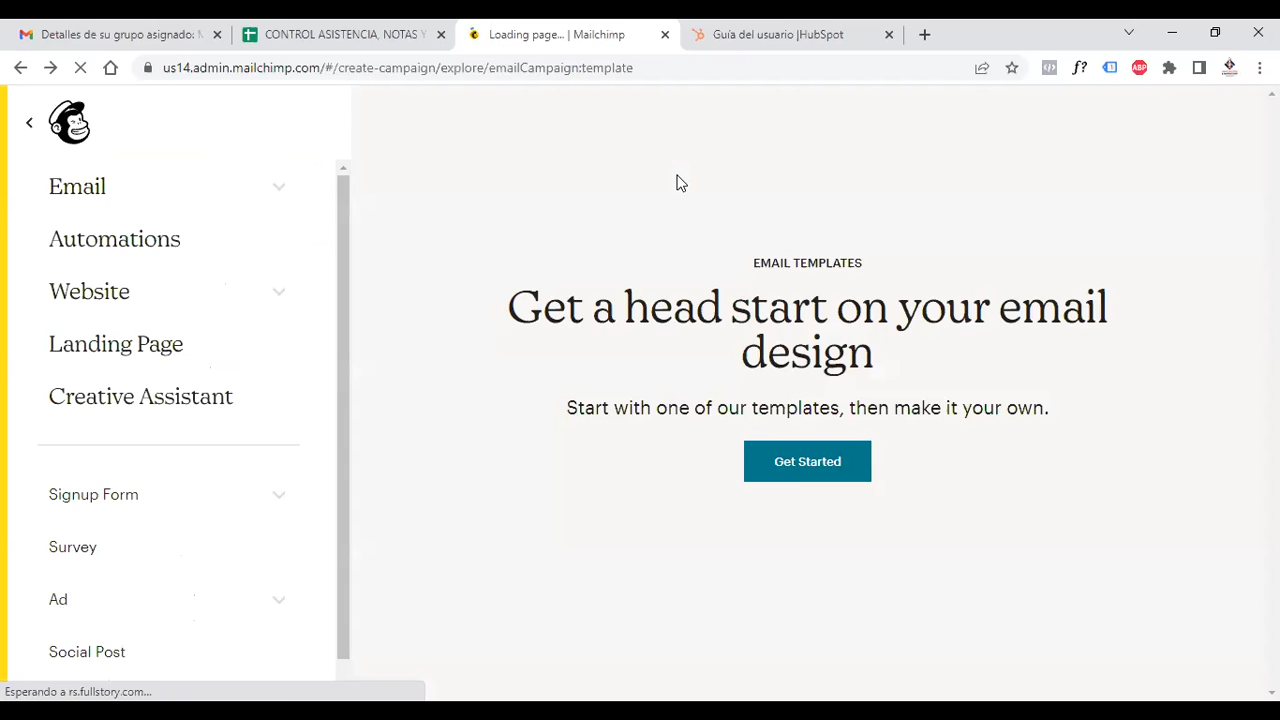 Detalles de su grupo asignado:
CONTROL ASISTENCIA, NOTAS Y
Loading page... | Mailchimp
Guía del usuario |HubSpot
us14.admin.mailchimp.com/#/create-campaign/explore/emailCampaign:template
f?
ABP
Email
Automations
Website
Landing Page
Creative Assistant
Signup Form
Survey
Ad
Social Post
EMAIL TEMPLATES
Get a head start on your email
design
Start with one of our templates, then make it your own.
Get Started
Esperando a rs.fullstory.com...